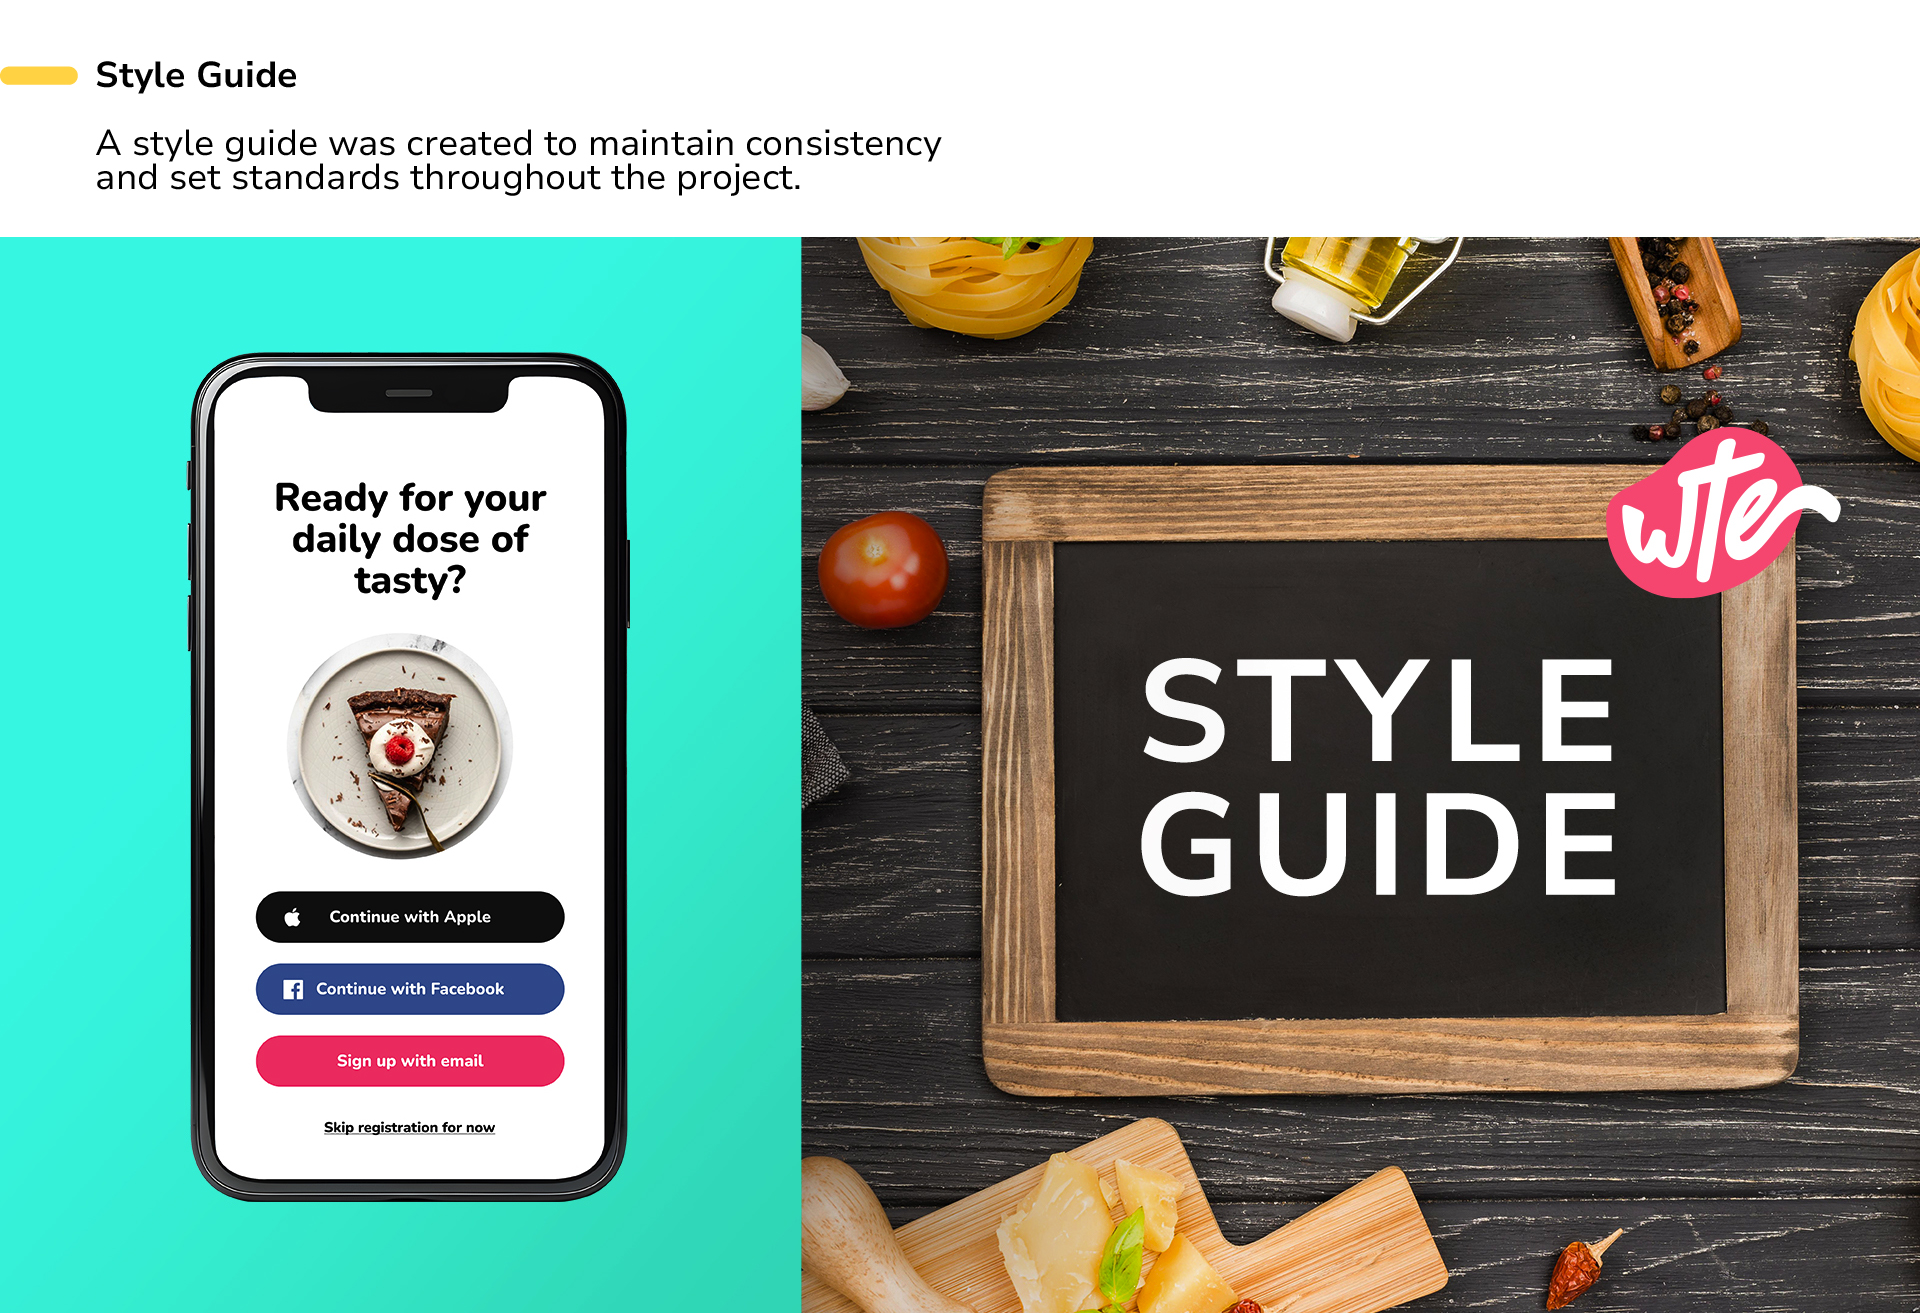 Style Guide
A style guide was created to maintain consistency
and set standards throughout the project.
Ready for your
daily dose of
tasty?
Continue with Apple
Continue with Facebook
Sign up with email
Skip registration for now
wte
STYLE
GUIDE